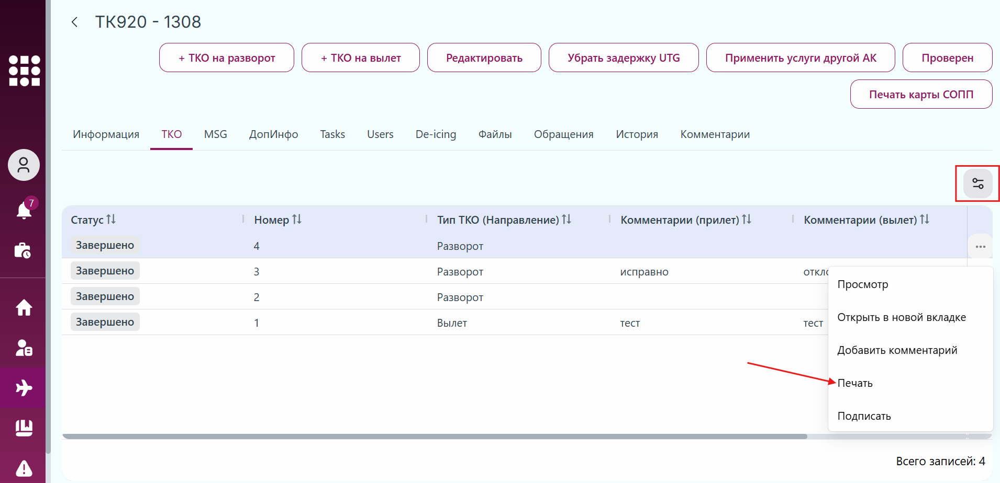 ТК920 - 1308
+ ТКО на разворот
+ ТКО на вылет
Редактировать
Убрать задержку UTG
Применить услуги другой АК
Проверен
Печать карты СОПП
Информация
ТКО
MSG
ДопИнфо
Tasks
Users
De-icing
Файлы
Обращения
История
Комментарии
7
Статус
Номер
Тип ТКО (Направление)
Комментарии (прилет)
Комментарии (вылет)
Завершено 4 Разворот
Завершено 3 Разворот исправно откло
Завершено 2 Разворот
Завершено 1 Вылет тест тест
Просмотр
Открыть в новой вкладке
Добавить комментарий
Печать
Подписать
Всего записей: 4